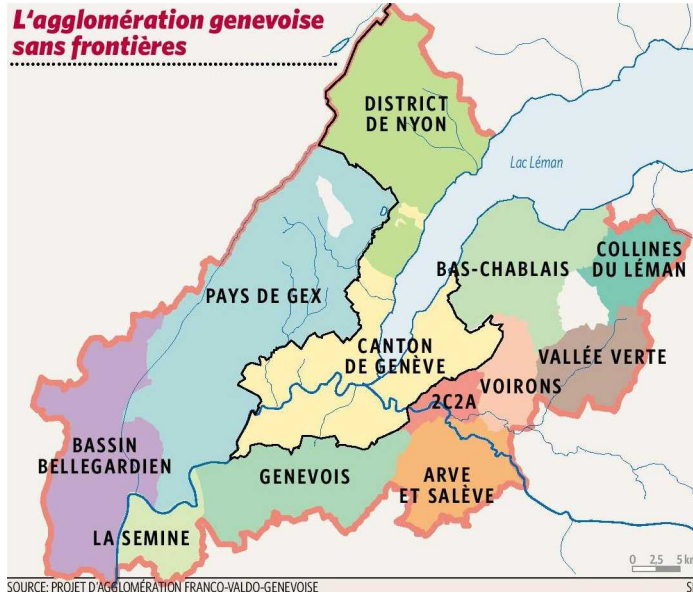 L'agglomération genevoise
sans frontières
DISTRICT
DE NYON
Lac Léman
COLLINES
DU LÉMAN
BAS-CHABLAIS
PAYS DE GEX
CANTON
DE GENÈVE
VALLÉE VERTE
VOIRONS
2C2A
BASSIN
BELLEGARDIEN
GENEVOIS
ARVE
ET SALÈVE
LA SEMINE
0 2,5 5 km
SOURCE: PROJET D'AGGLOMÉRATION FRANCO-VALDO-GENEVOISE